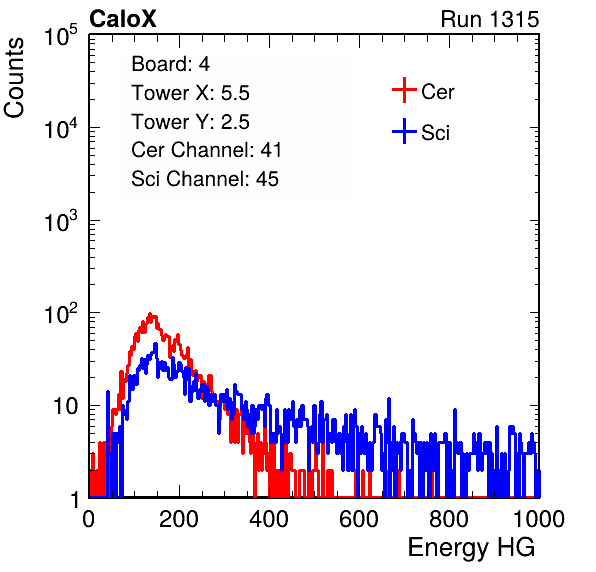 CaloX Run 1315
Board: 4
Tower X: 5.5
Tower Y: 2.5
Cer Channel: 41
Sci Channel: 45
Cer
Sci
Counts
10^5
10^4
10^3
10^2
10
1
0 200 400 600 800 1000
Energy HG